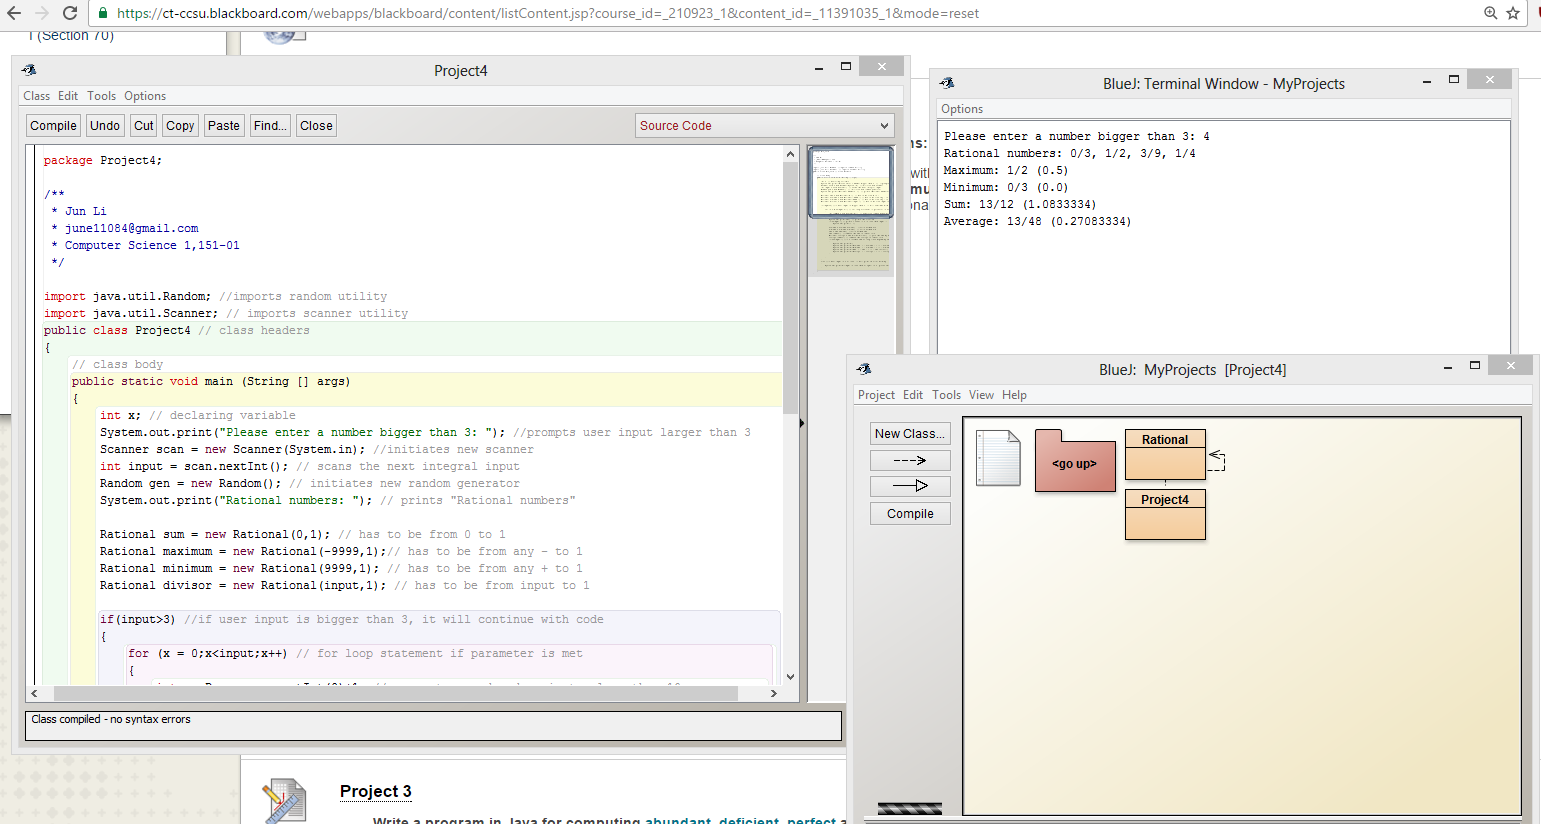 https://ct-ccsu.blackboard.com/webapps/blackboard/content/listContent.jsp?course_id=_210923_1&content_id=_11391035_1&mode=reset
1 (Section 70)
Project4
Class Edit Tools Options
Compile Undo Cut Copy Paste Find... Close Source Code
package Project4;
/**
* Jun Li
* june11084@gmail.com
* Computer Science 1,151-01
*/
import java.util.Random; //imports random utility
import java.util.Scanner; // imports scanner utility
public class Project4 // class headers
{
// class body
public static void main (String [] args)
{
int x; // declaring variable
System.out.print("Please enter a number bigger than 3: "); //prompts user input larger than 3
Scanner scan = new Scanner(System.in); //initiates new scanner
int input = scan.nextInt(); // scans the next integral input
Random gen = new Random(); // initiates new random generator
System.out.print("Rational numbers: "); // prints "Rational numbers"
Rational sum = new Rational(0,1); // has to be from 0 to 1
Rational maximum = new Rational(-9999,1);// has to be from any - to 1
Rational minimum = new Rational(9999,1); // has to be from any + to 1
Rational divisor = new Rational(input,1); // has to be from input to 1
if(input>3) //if user input is bigger than 3, it will continue with code
{
for (x = 0;x<input;x++) // for loop statement if parameter is met
{
Class compiled - no syntax errors
BlueJ: Terminal Window - MyProjects
Options
Please enter a number bigger than 3: 4
Rational numbers: 0/3, 1/2, 3/9, 1/4
Maximum: 1/2 (0.5)
Minimum: 0/3 (0.0)
Sum: 13/12 (1.0833334)
Average: 13/48 (0.27083334)
ns:
with
mu
ona
BlueJ: MyProjects [Project4]
Project Edit Tools View Help
New Class...
Compile
<go up>
Rational
Project4
Project 3
Write a program in Java for computing abundant, deficient, perfect a